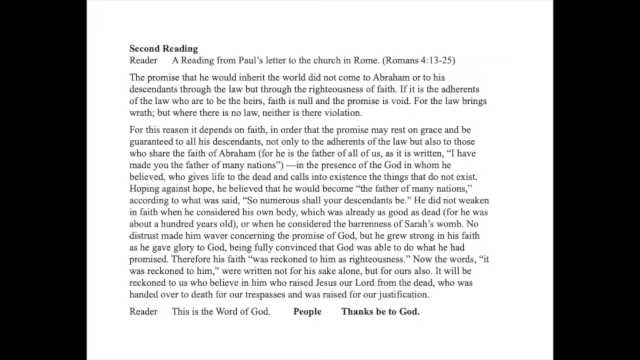 Second Reading
Reader A Reading from Paul's letter to the church in Rome. (Romans 4:13-25)
The promise that he would inherit the world did not come to Abraham or to his
descendants through the law but through the righteousness of faith. If it is the adherents
of the law who are to be the heirs, faith is null and the promise is void. For the law brings
wrath; but where there is no law, neither is there violation.
For this reason it depends on faith, in order that the promise may rest on grace and be
guaranteed to all his descendants, not only to the adherents of the law but also to those
who share the faith of Abraham (for he is the father of all of us, as it is written, “I have
made you the father of many nations”) —in the presence of the God in whom he
believed, who gives life to the dead and calls into existence the things that do not exist.
Hoping against hope, he believed that he would become “the father of many nations,”
according to what was said, “So numerous shall your descendants be.” He did not weaken
in faith when he considered his own body, which was already as good as dead (for he was
about a hundred years old), or when he considered the barrenness of Sarah's womb. No
distrust made him waver concerning the promise of God, but he grew strong in his faith
as he gave glory to God, being fully convinced that God was able to do what he had
promised. Therefore his faith “was reckoned to him as righteousness.” Now the words, “it
was reckoned to him,” were written not for his sake alone, but for ours also. It will be
reckoned to us who believe in him who raised Jesus our Lord from the dead, who was
handed over to death for our trespasses and was raised for our justification.
Reader This is the Word of God. People Thanks be to God.